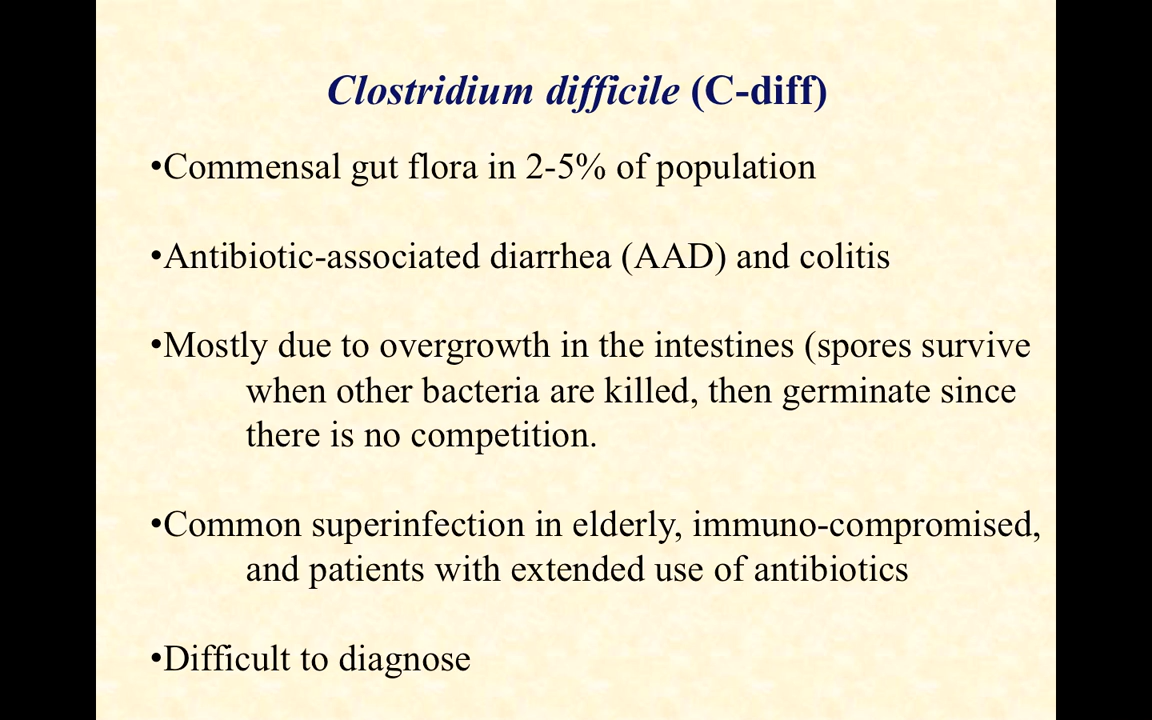 Clostridium difficile (C-diff)
•Commensal gut flora in 2-5% of population
•Antibiotic-associated diarrhea (AAD) and colitis
•Mostly due to overgrowth in the intestines (spores survive
when other bacteria are killed, then germinate since
there is no competition.
•Common superinfection in elderly, immuno-compromised,
and patients with extended use of antibiotics
•Difficult to diagnose